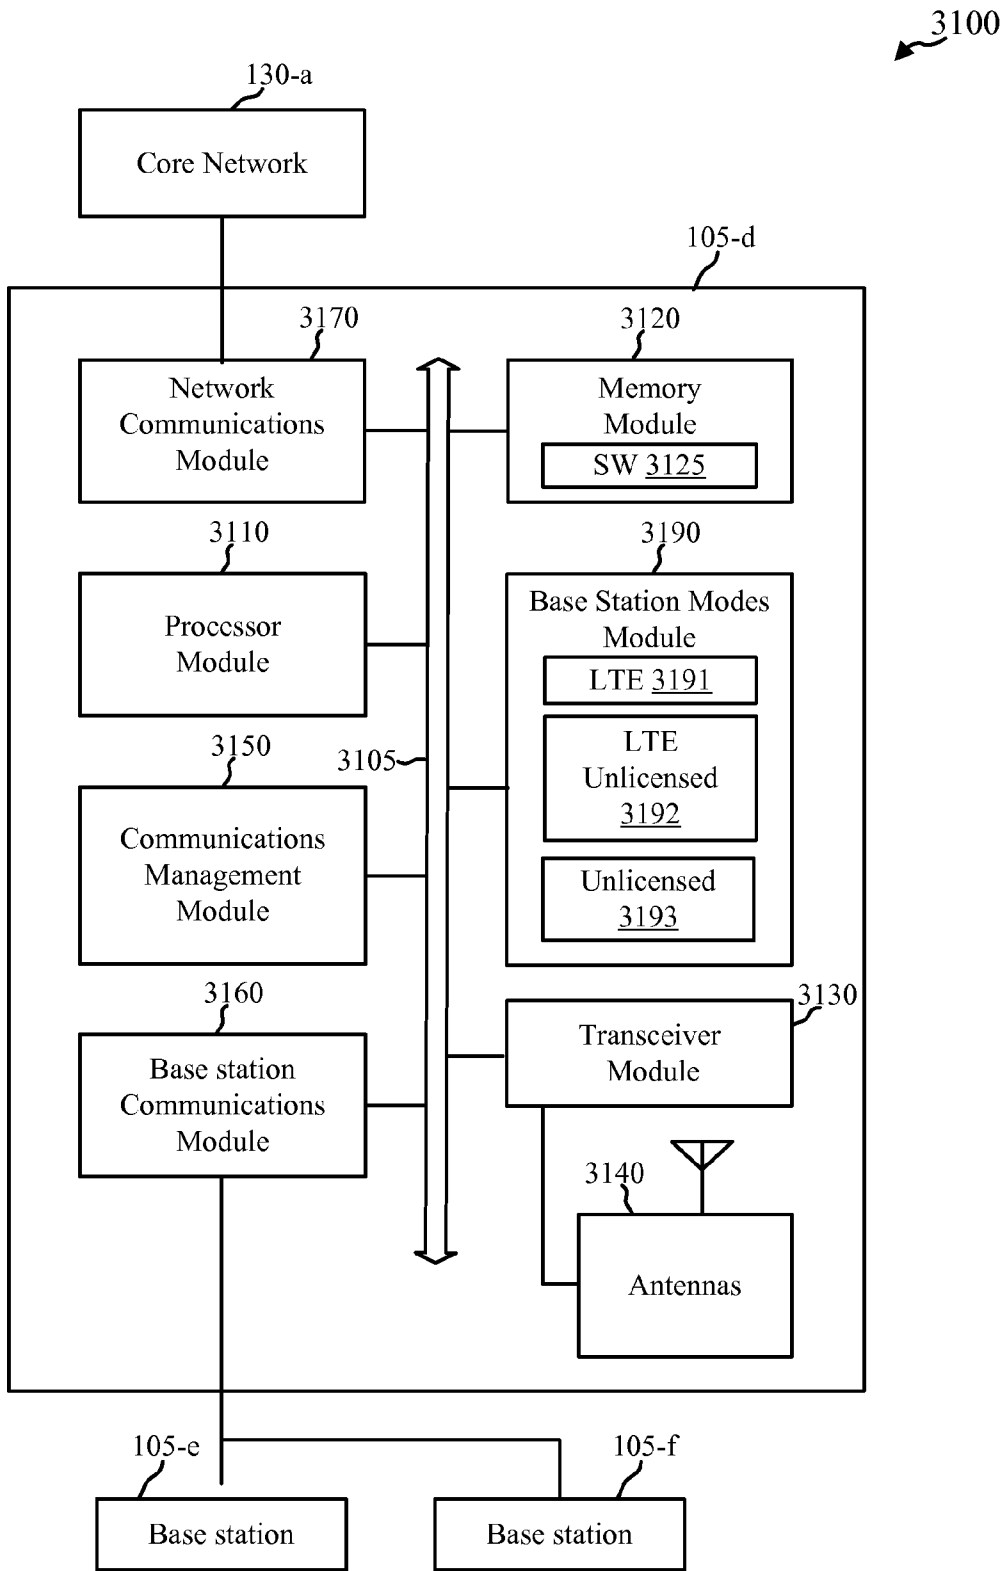 3100
130-a
Core Network
105-d
3170
Network
Communications
Module
3120
Memory
Module
SW 3125
3110
Processor
Module
3190
Base Station Modes
Module
LTE 3191
LTE
Unlicensed
3192
Unlicensed
3193
3105
3150
Communications
Management
Module
3160
Base station
Communications
Module
3130
Transceiver
Module
3140
Antennas
105-e
Base station
105-f
Base station